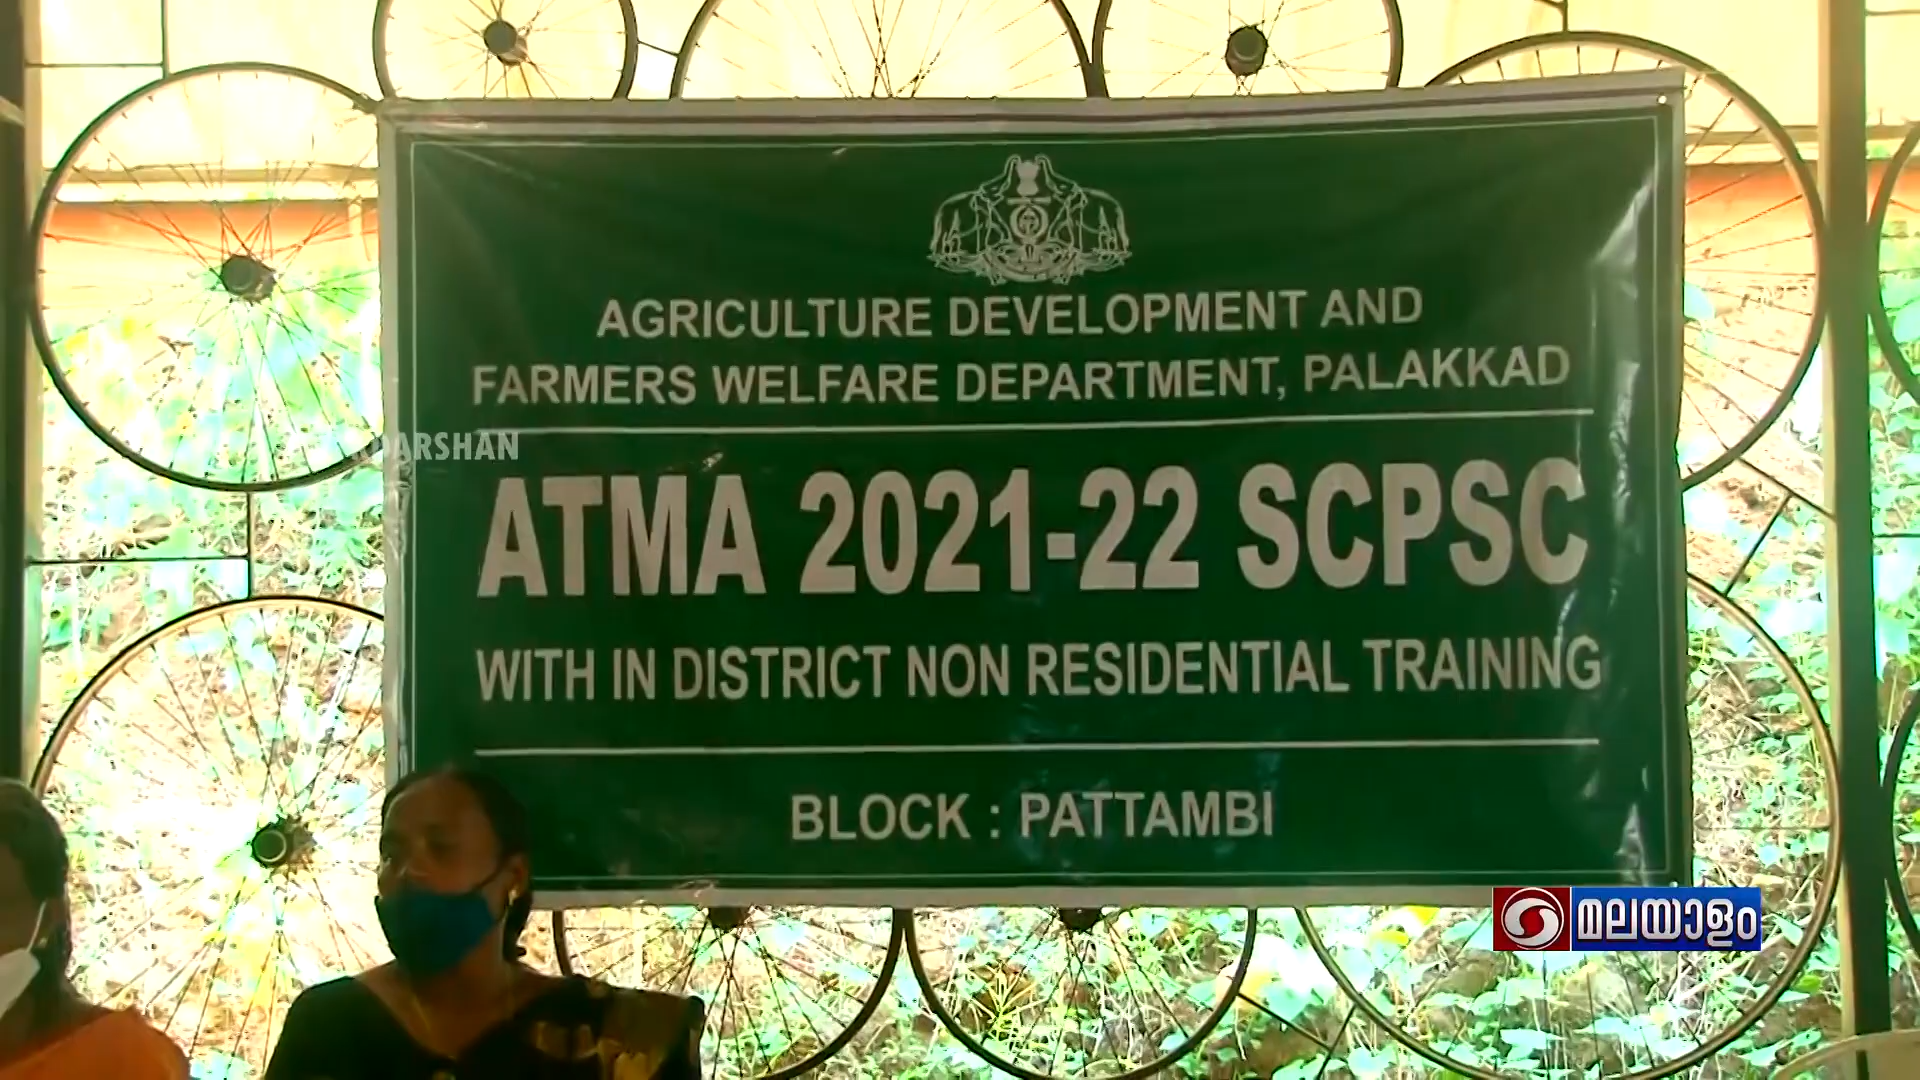 AGRICULTURE DEVELOPMENT AND
FARMERS WELFARE DEPARTMENT, PALAKKAD
DARSHAN
ATMA 2021-22 SCPSC
WITH IN DISTRICT NON RESIDENTIAL TRAINING
BLOCK : PATTAMBI
മലയാളം